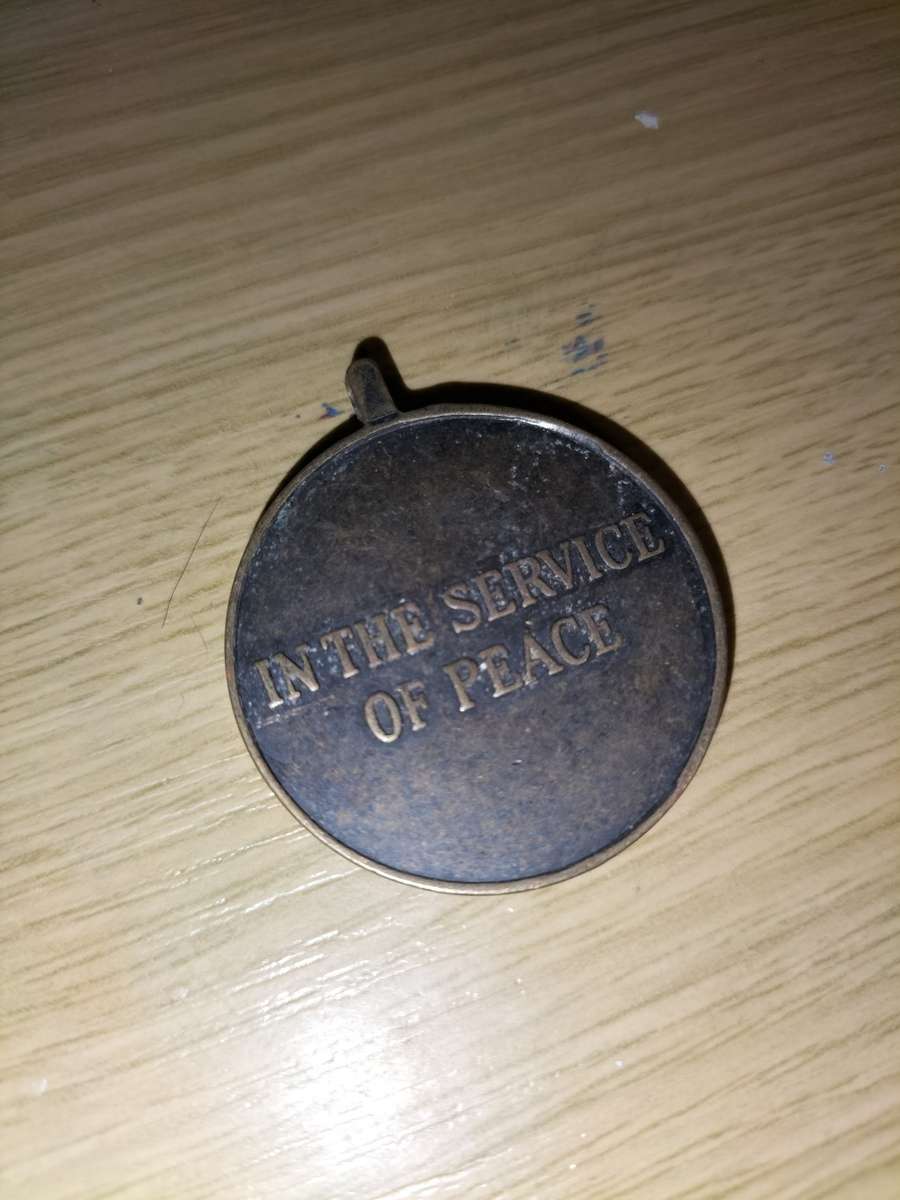 IN THE SERVICE
OF PEACE